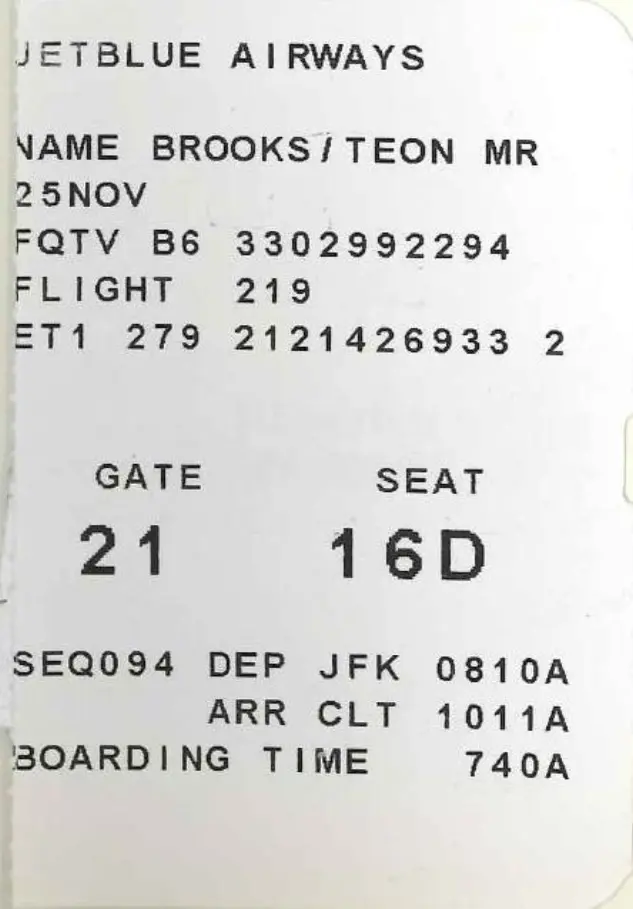 JETBLUE AIRWAYS
NAME BROOKS/TEON MR
25NOV
FQTV B6 3302992294
FLIGHT 219
ET1 279 2121426933 2
GATE SEAT
21 16D
SEQ094 DEP JFK 0810A
ARR CLT 1011A
BOARDING TIME 740A